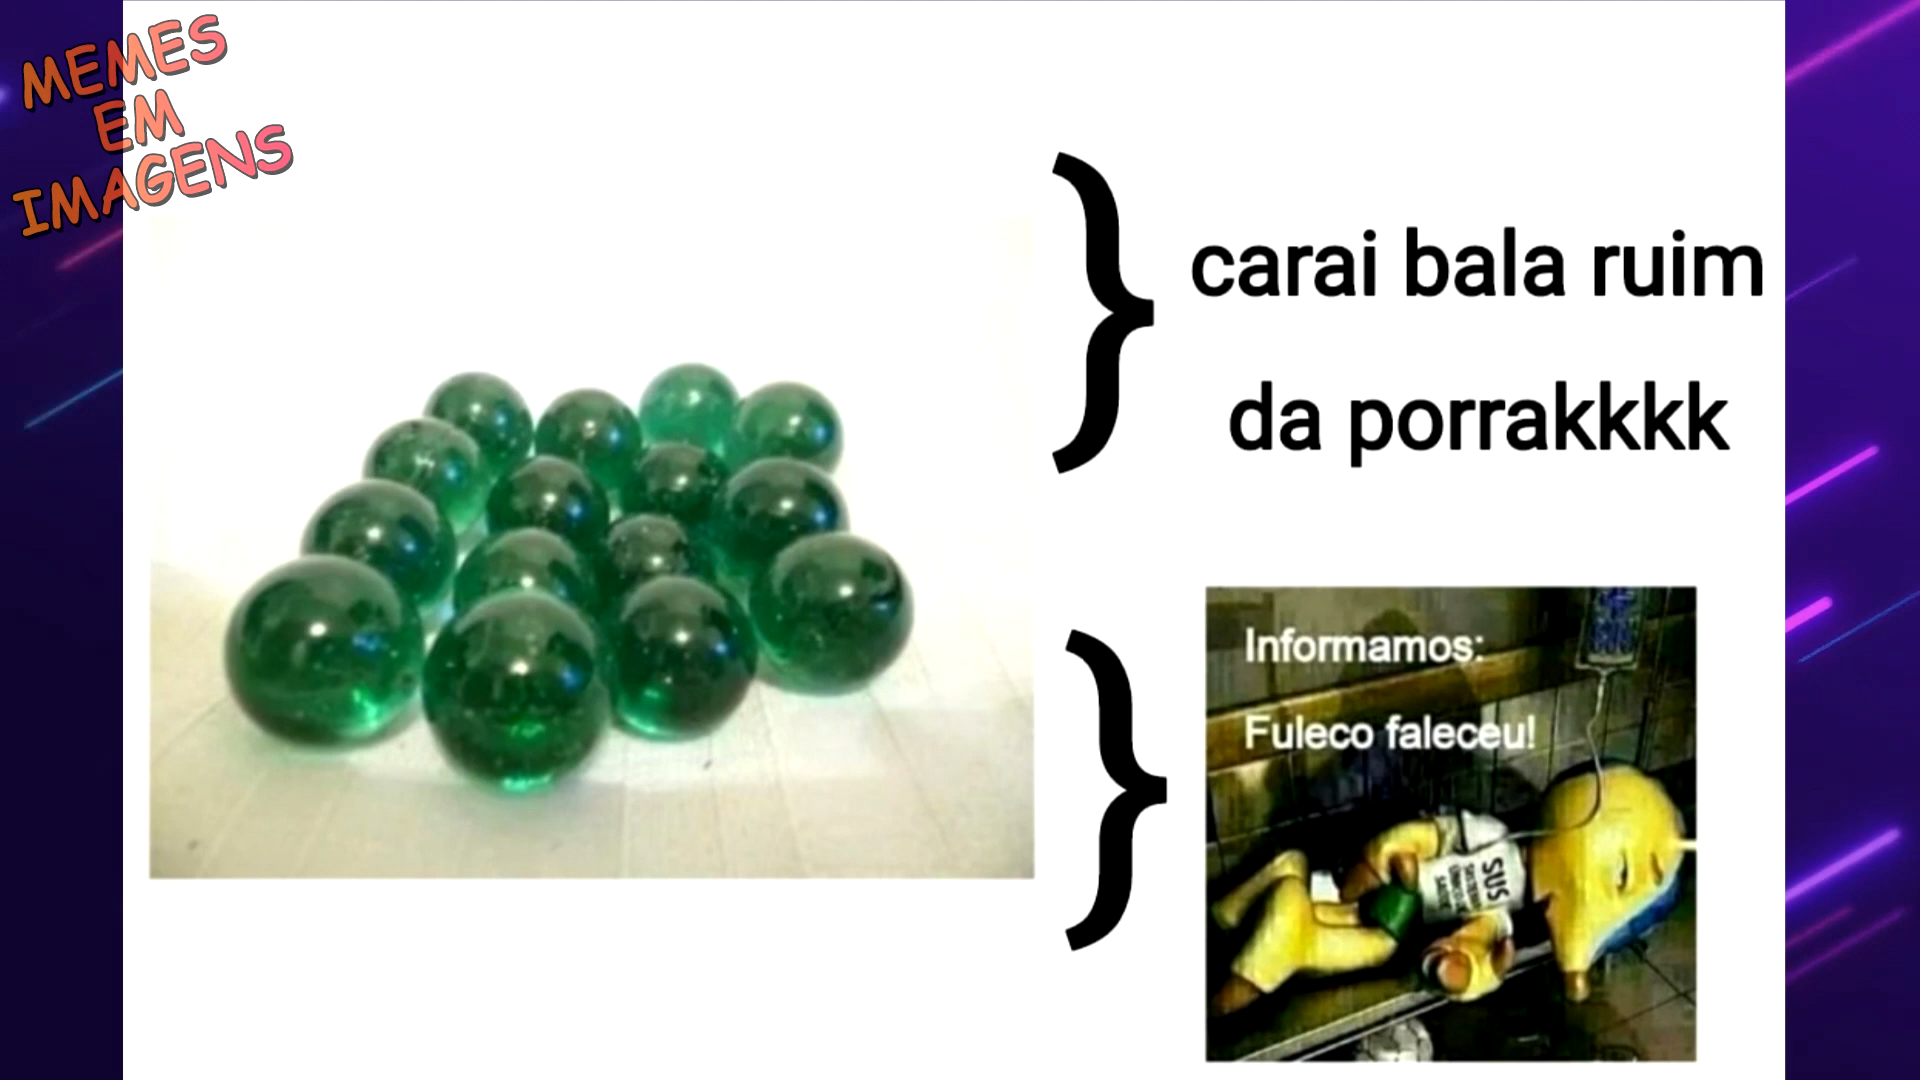 MEMES
EM
IMAGENS
carai bala ruim
da porrakkkk
Informamos:
Fuleco faleceu!
SUS